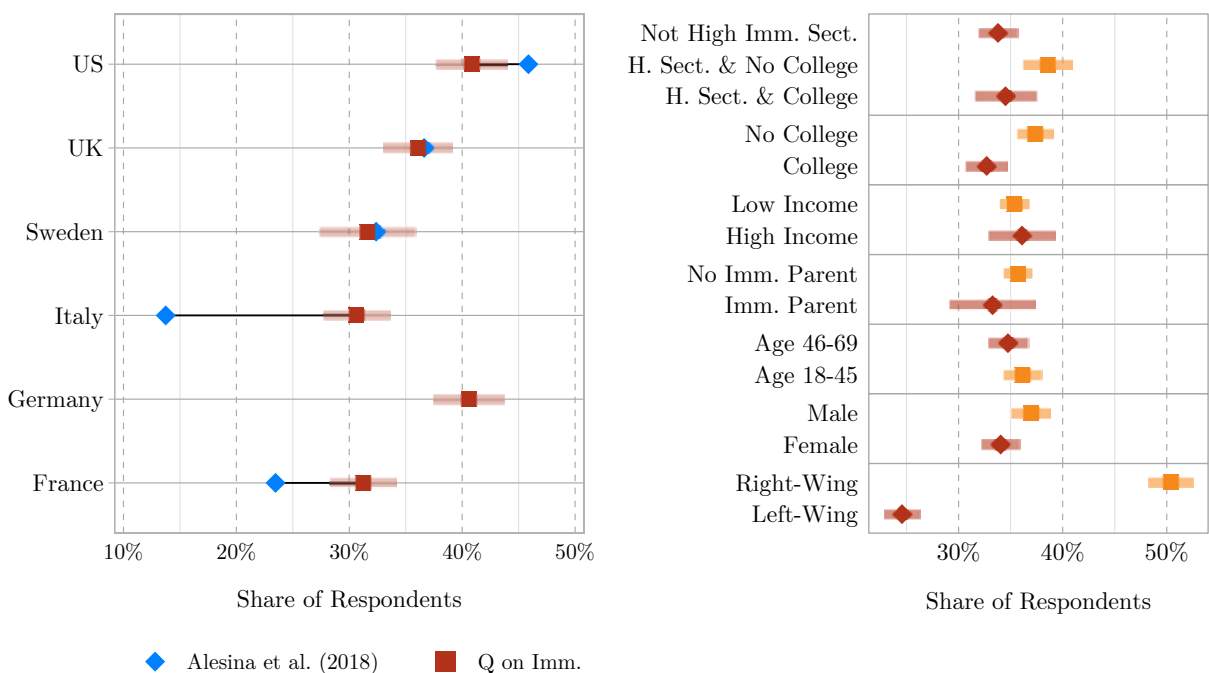 US
UK
Sweden
Italy
Germany
France
10% 20% 30% 40% 50%
Share of Respondents
Alesina et al. (2018) Q on Imm.
Not High Imm. Sect.
H. Sect. & No College
H. Sect. & College
No College
College
Low Income
High Income
No Imm. Parent
Imm. Parent
Age 46-69
Age 18-45
Male
Female
Right-Wing
Left-Wing
30% 40% 50%
Share of Respondents